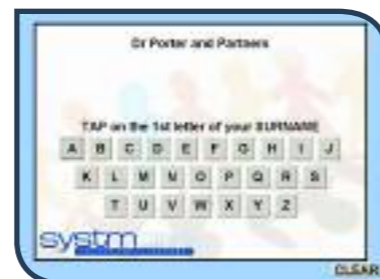 Dr Porter and Partners
TAP on the 1st letter of your SURNAME
A B C D E F G H I J
K L M N O P Q R S
T U V W X Y Z
systm
CLEAR